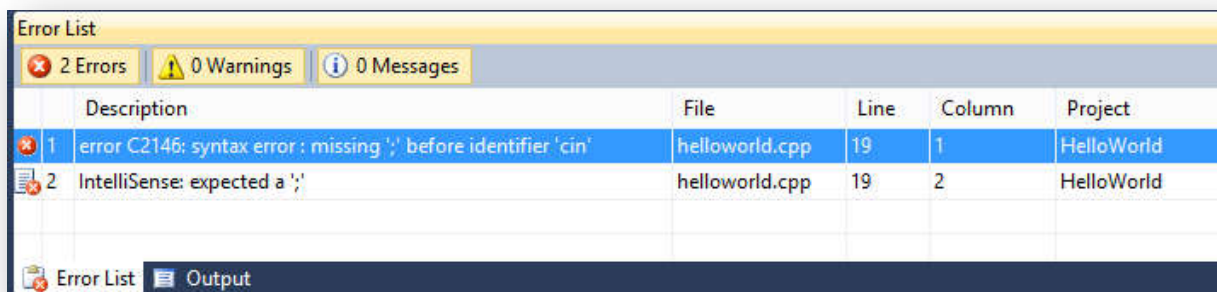 Error List
2 Errors 0 Warnings 0 Messages
Description File Line Column Project
1 error C2146: syntax error : missing ';' before identifier 'cin' helloworld.cpp 19 1 HelloWorld
2 IntelliSense: expected a ';' helloworld.cpp 19 2 HelloWorld
Error List Output